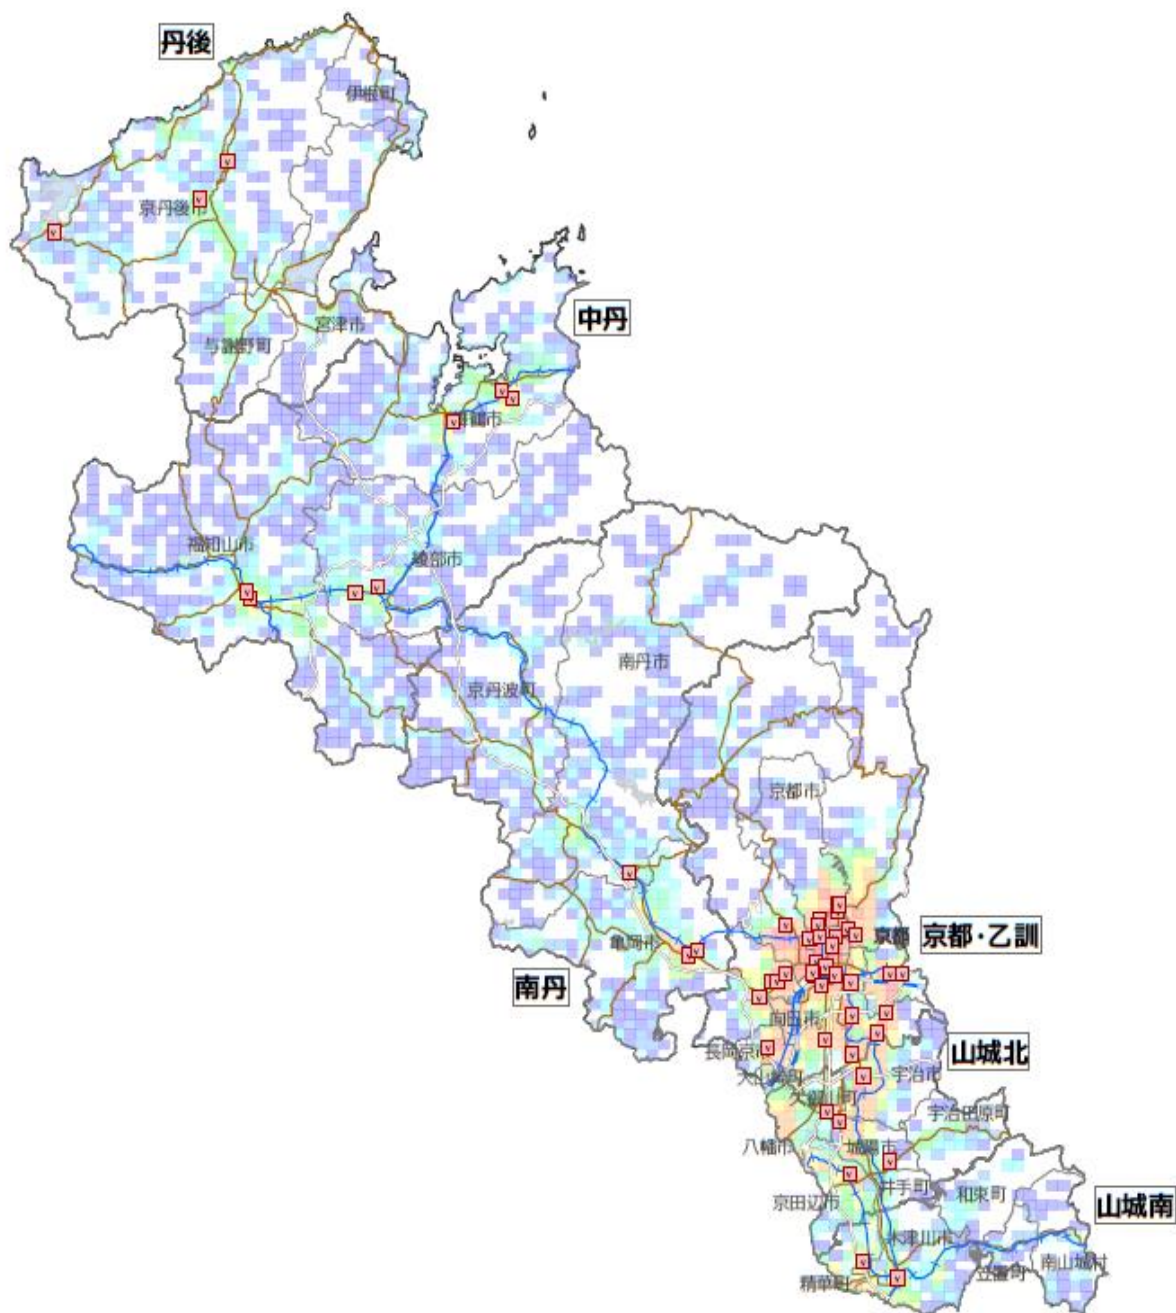 丹後
伊根町
京丹後市
中丹
宮津市
与謝野町
舞鶴市
福知山市
綾部市
南丹市
京丹波町
京都市
京都・乙訓
亀岡市
南丹
向日市
長岡京市
山城北
大山崎町
宇治市
久御山町
宇治田原町
八幡市
城陽市
井手町
和束町
京田辺市
山城南
木津川市
南山城村
笠置町
精華町